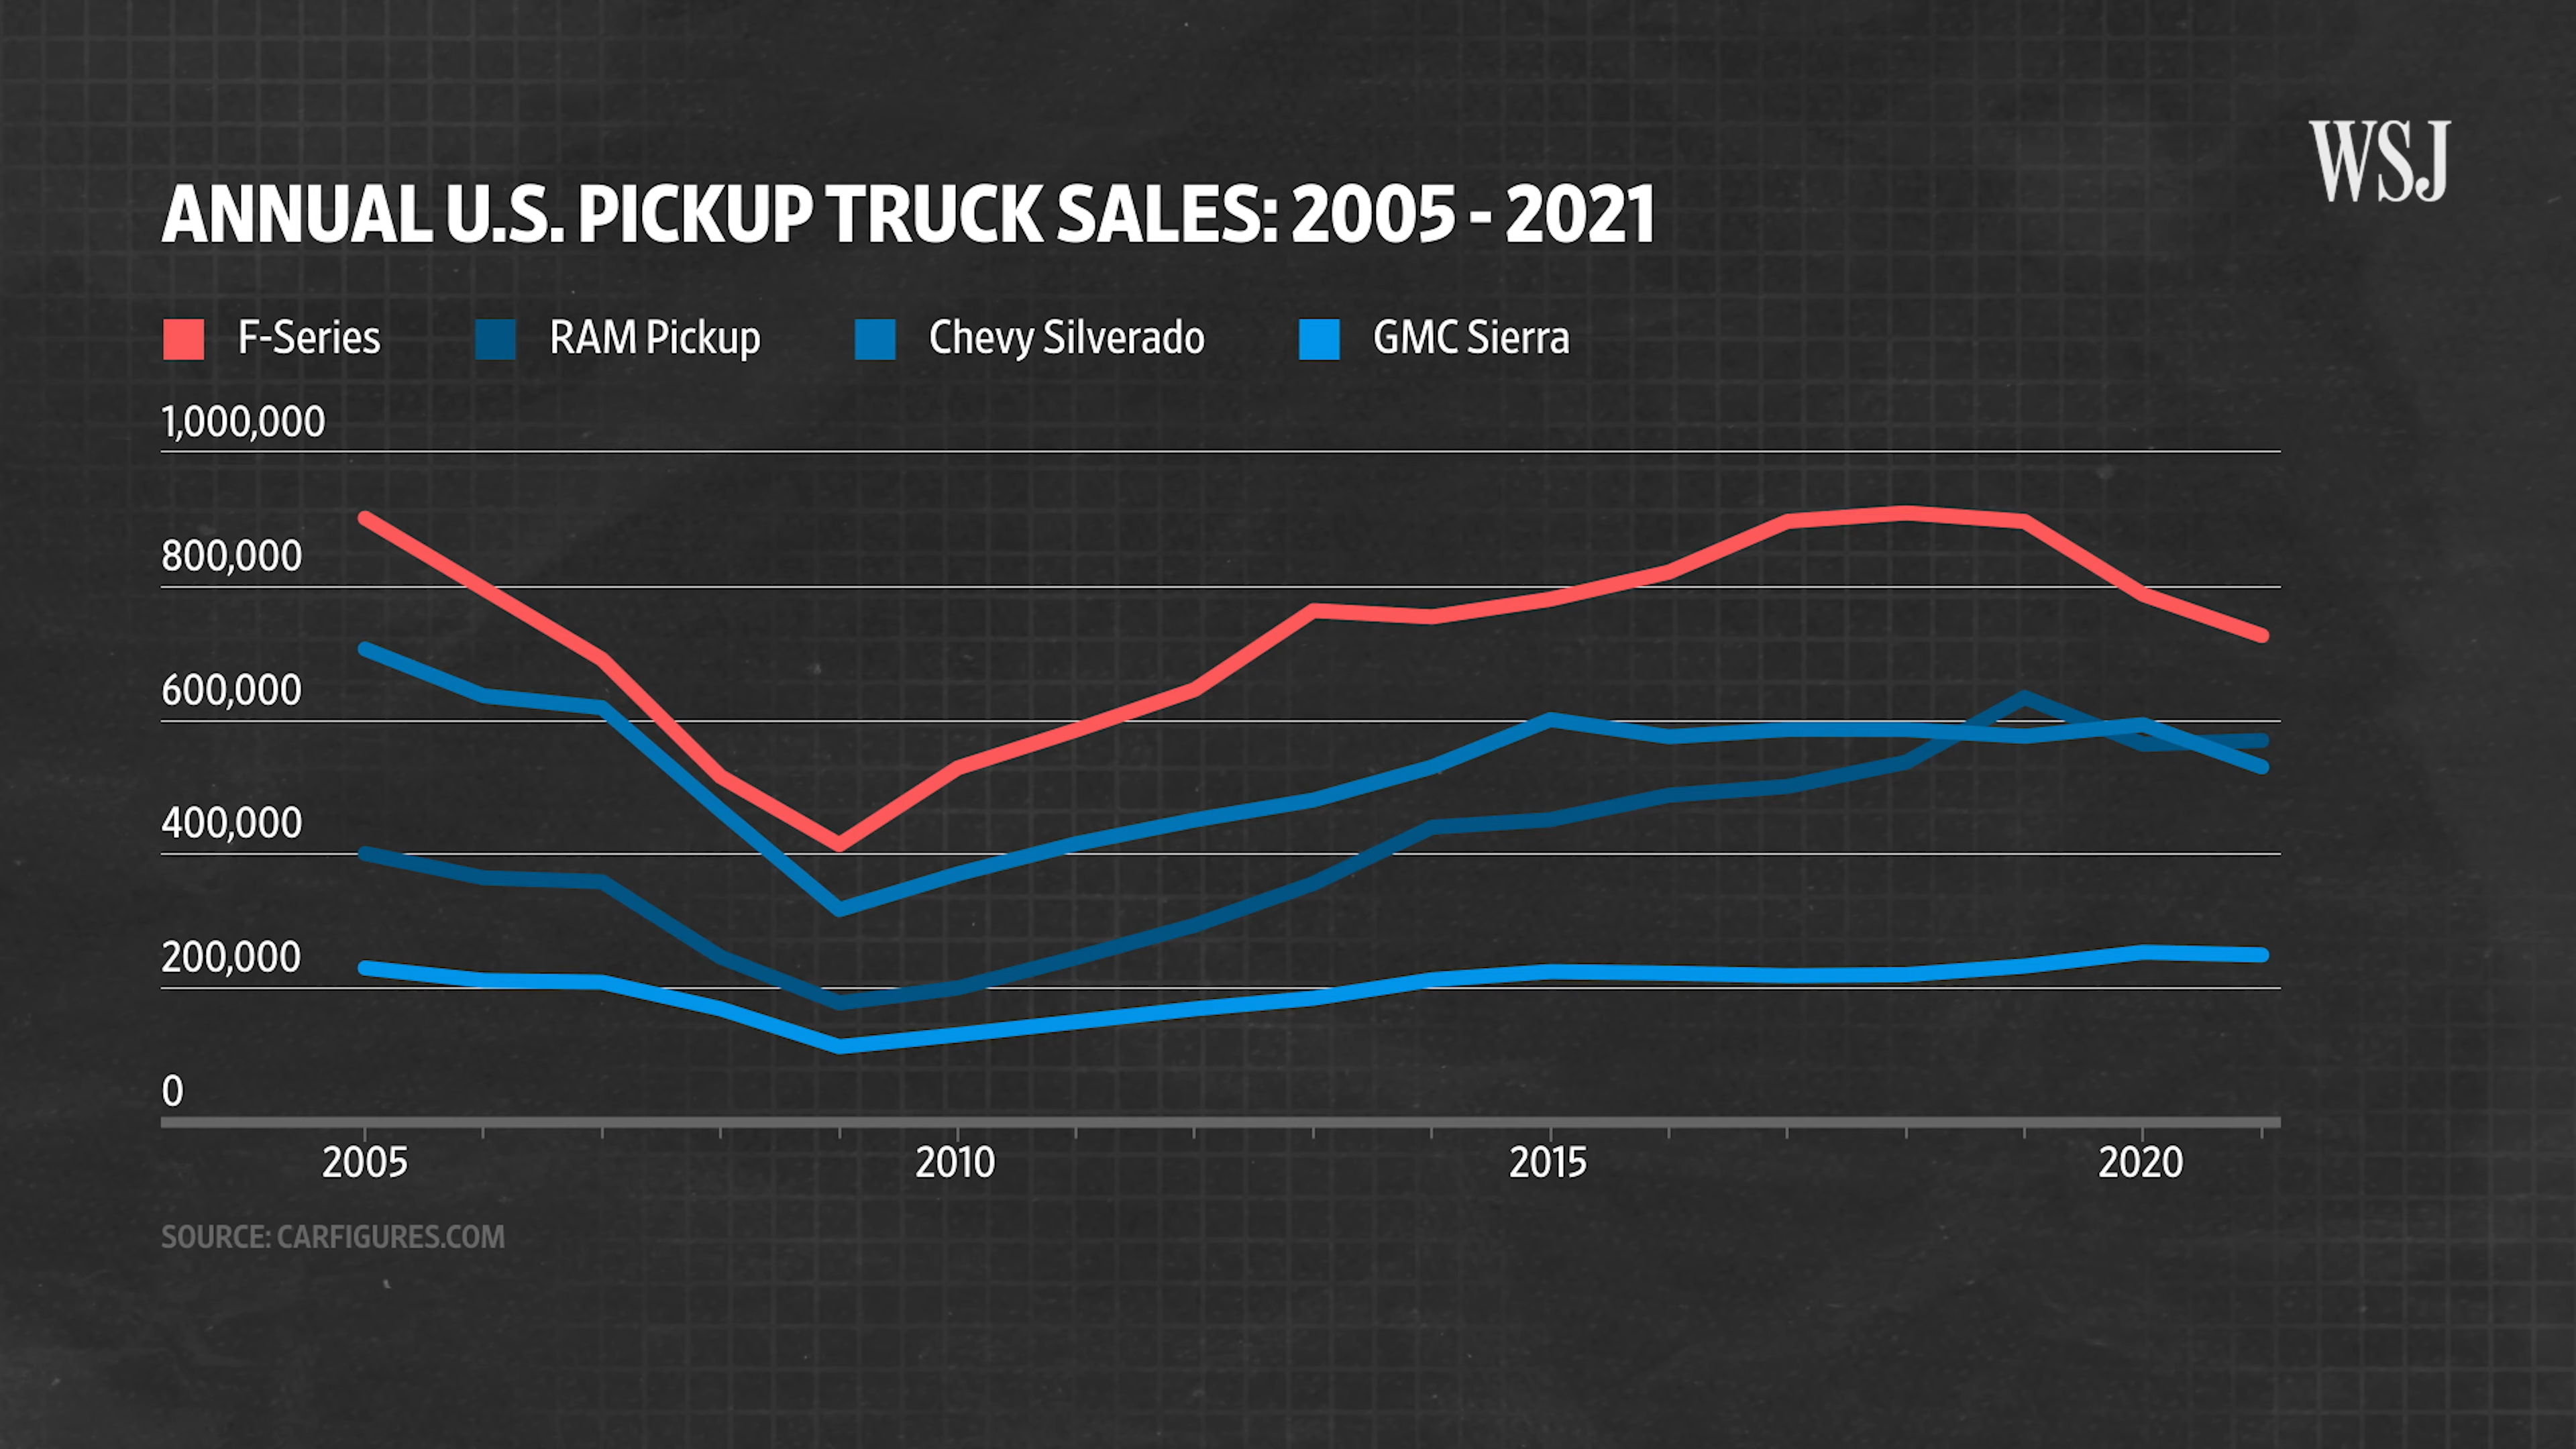 WSJ
ANNUAL U.S. PICKUP TRUCK SALES: 2005 - 2021
F-Series RAM Pickup Chevy Silverado GMC Sierra
1,000,000
800,000
600,000
400,000
200,000
0
2005 2010 2015 2020
SOURCE: CARFIGURES.COM